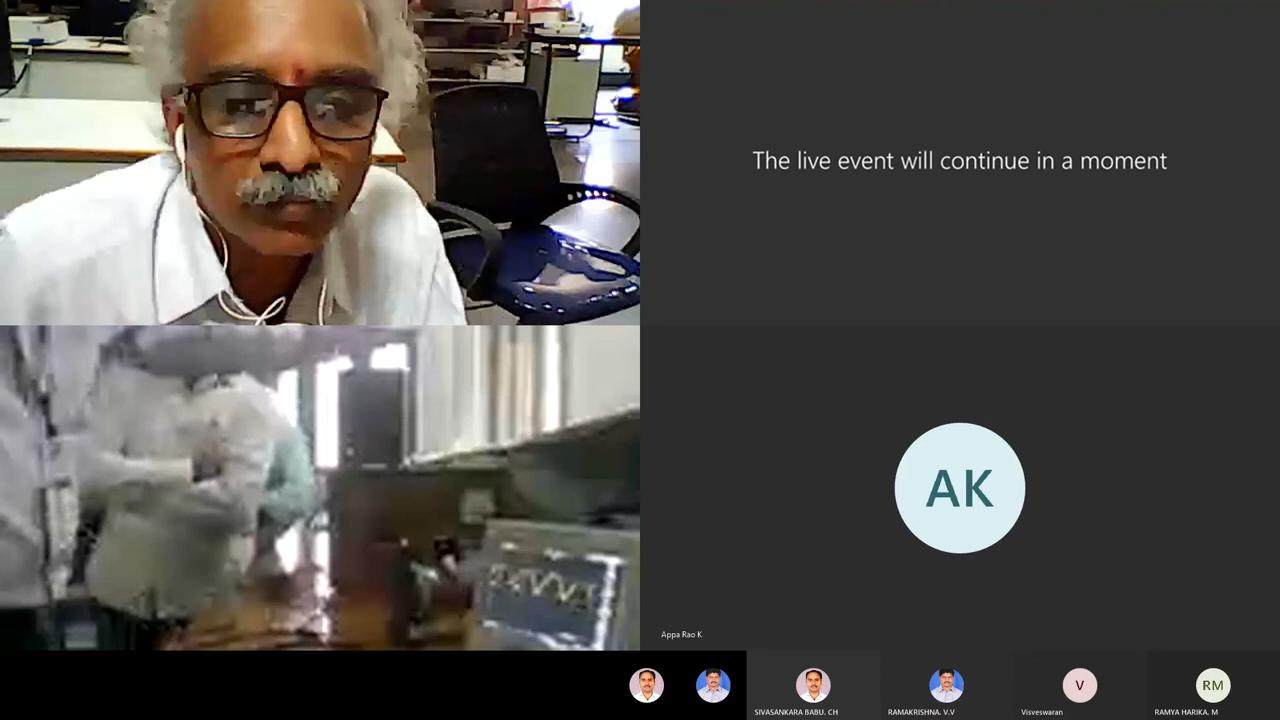 The live event will continue in a moment
AK
Appa Rao K
V
RM
SIVASANKARA BABU. CH
RAMAKRISHNA. V.V
Visveswaran
RAMYA HARIKA. M